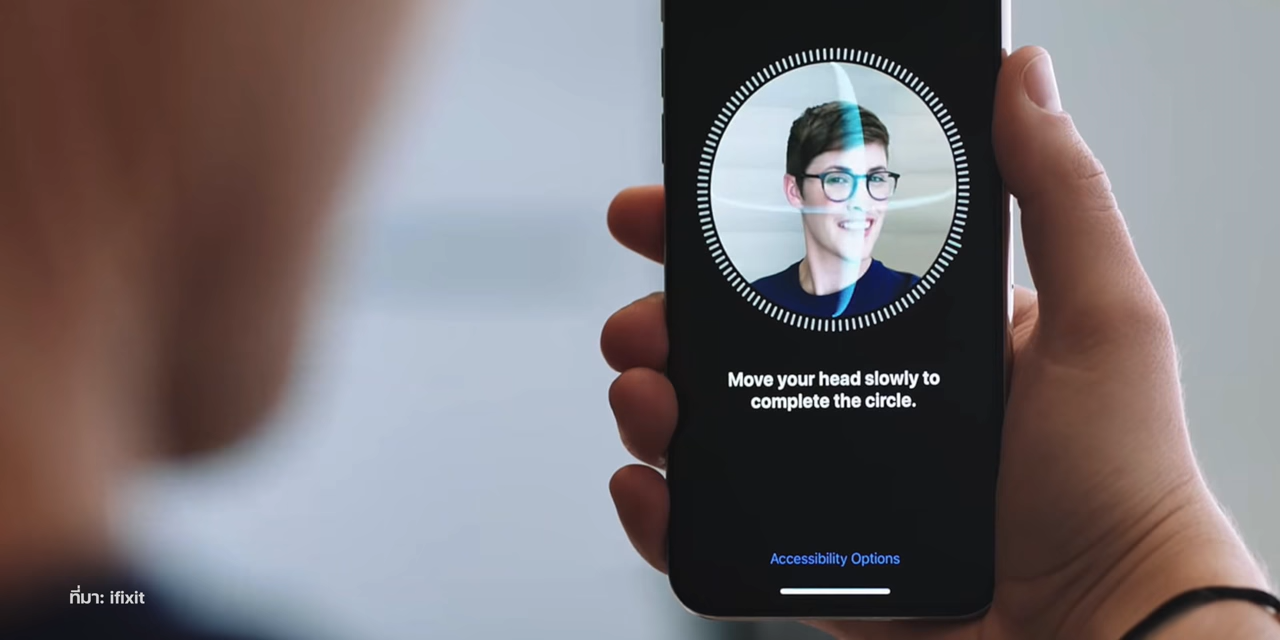 Move your head slowly to
complete the circle.
Accessibility Options
ที่มา: ifixit